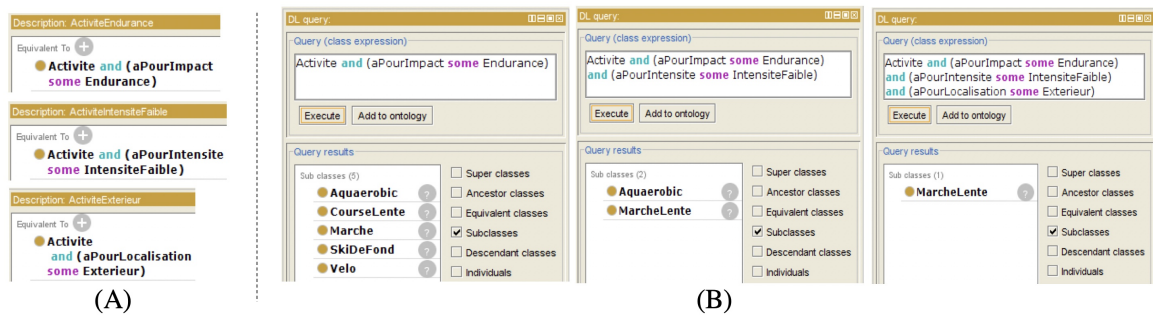 Description: ActiviteEndurance
Equivalent To
Activite and (aPourImpact
some Endurance)
Description: ActiviteIntensiteFaible
Equivalent To
Activite and (aPourIntensite
some IntensiteFaible)
Description: ActiviteExterieur
Equivalent To
Activite
and (aPourLocalisation
some Exterieur)
(A)
DL query:
Query (class expression)
Activite and (aPourImpact some Endurance)
Execute
Add to ontology
Query results
Sub classes (5)
Aquaerobic
CourseLente
Marche
SkiDeFond
Velo
Super classes
Ancestor classes
Equivalent classes
Subclasses
Descendant classes
Individuals
DL query:
Query (class expression)
Activite and (aPourImpact some Endurance)
and (aPourIntensite some IntensiteFaible)
Execute
Add to ontology
Query results
Sub classes (2)
Aquaerobic
MarcheLente
Super classes
Ancestor classes
Equivalent classes
Subclasses
Descendant classes
Individuals
DL query:
Query (class expression)
Activite and (aPourImpact some Endurance)
and (aPourIntensite some IntensiteFaible)
and (aPourLocalisation some Exterieur)
Execute
Add to ontology
Query results
Sub classes (1)
MarcheLente
Super classes
Ancestor classes
Equivalent classes
Subclasses
Descendant classes
Individuals
(B)